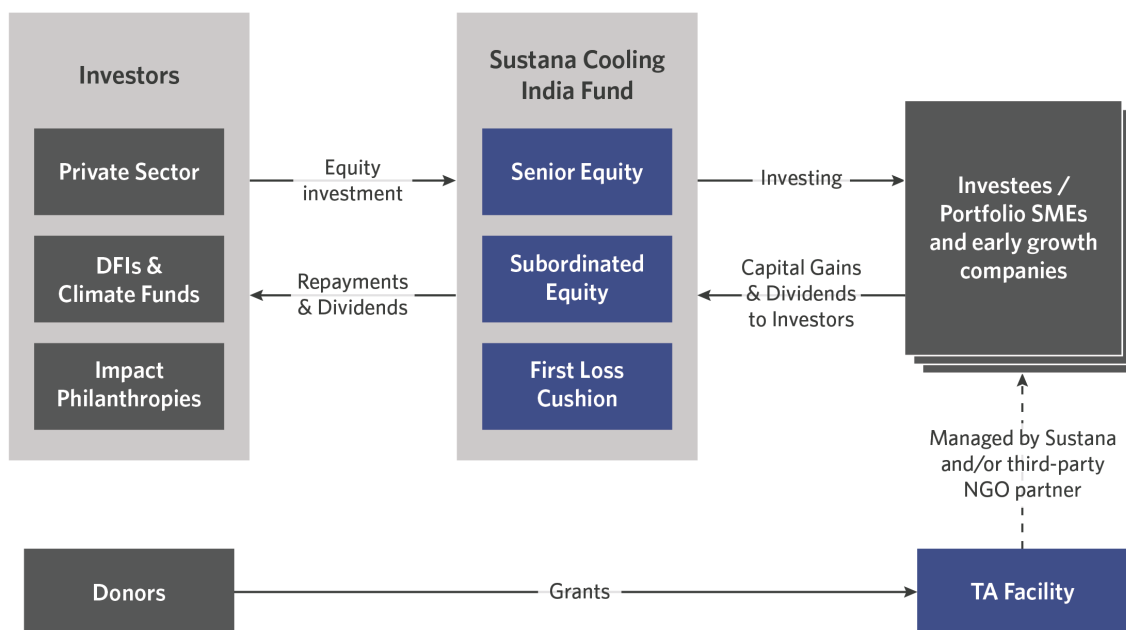 Investors
Private Sector
DFIs &
Climate Funds
Impact
Philanthropies
Equity
investment
Repayments
& Dividends
Sustana Cooling
India Fund
Senior Equity
Subordinated
Equity
First Loss
Cushion
Investing
Capital Gains
& Dividends
to Investors
Investees /
Portfolio SMEs
and early growth
companies
Managed by Sustana
and/or third-party
NGO partner
Donors
Grants
TA Facility